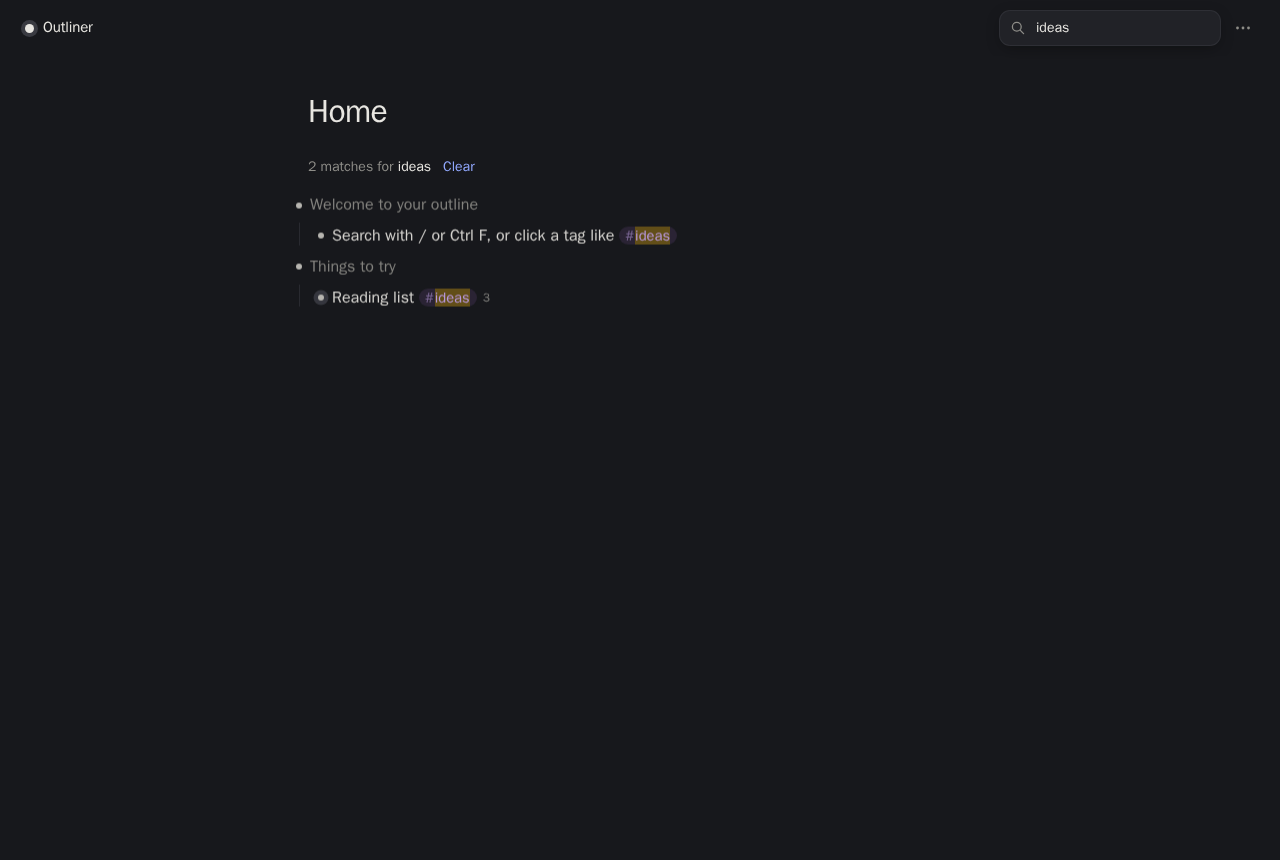 Outliner
ideas
Home
2 matches for ideas Clear
Welcome to your outline
Search with / or Ctrl F, or click a tag like #ideas
Things to try
Reading list #ideas 3